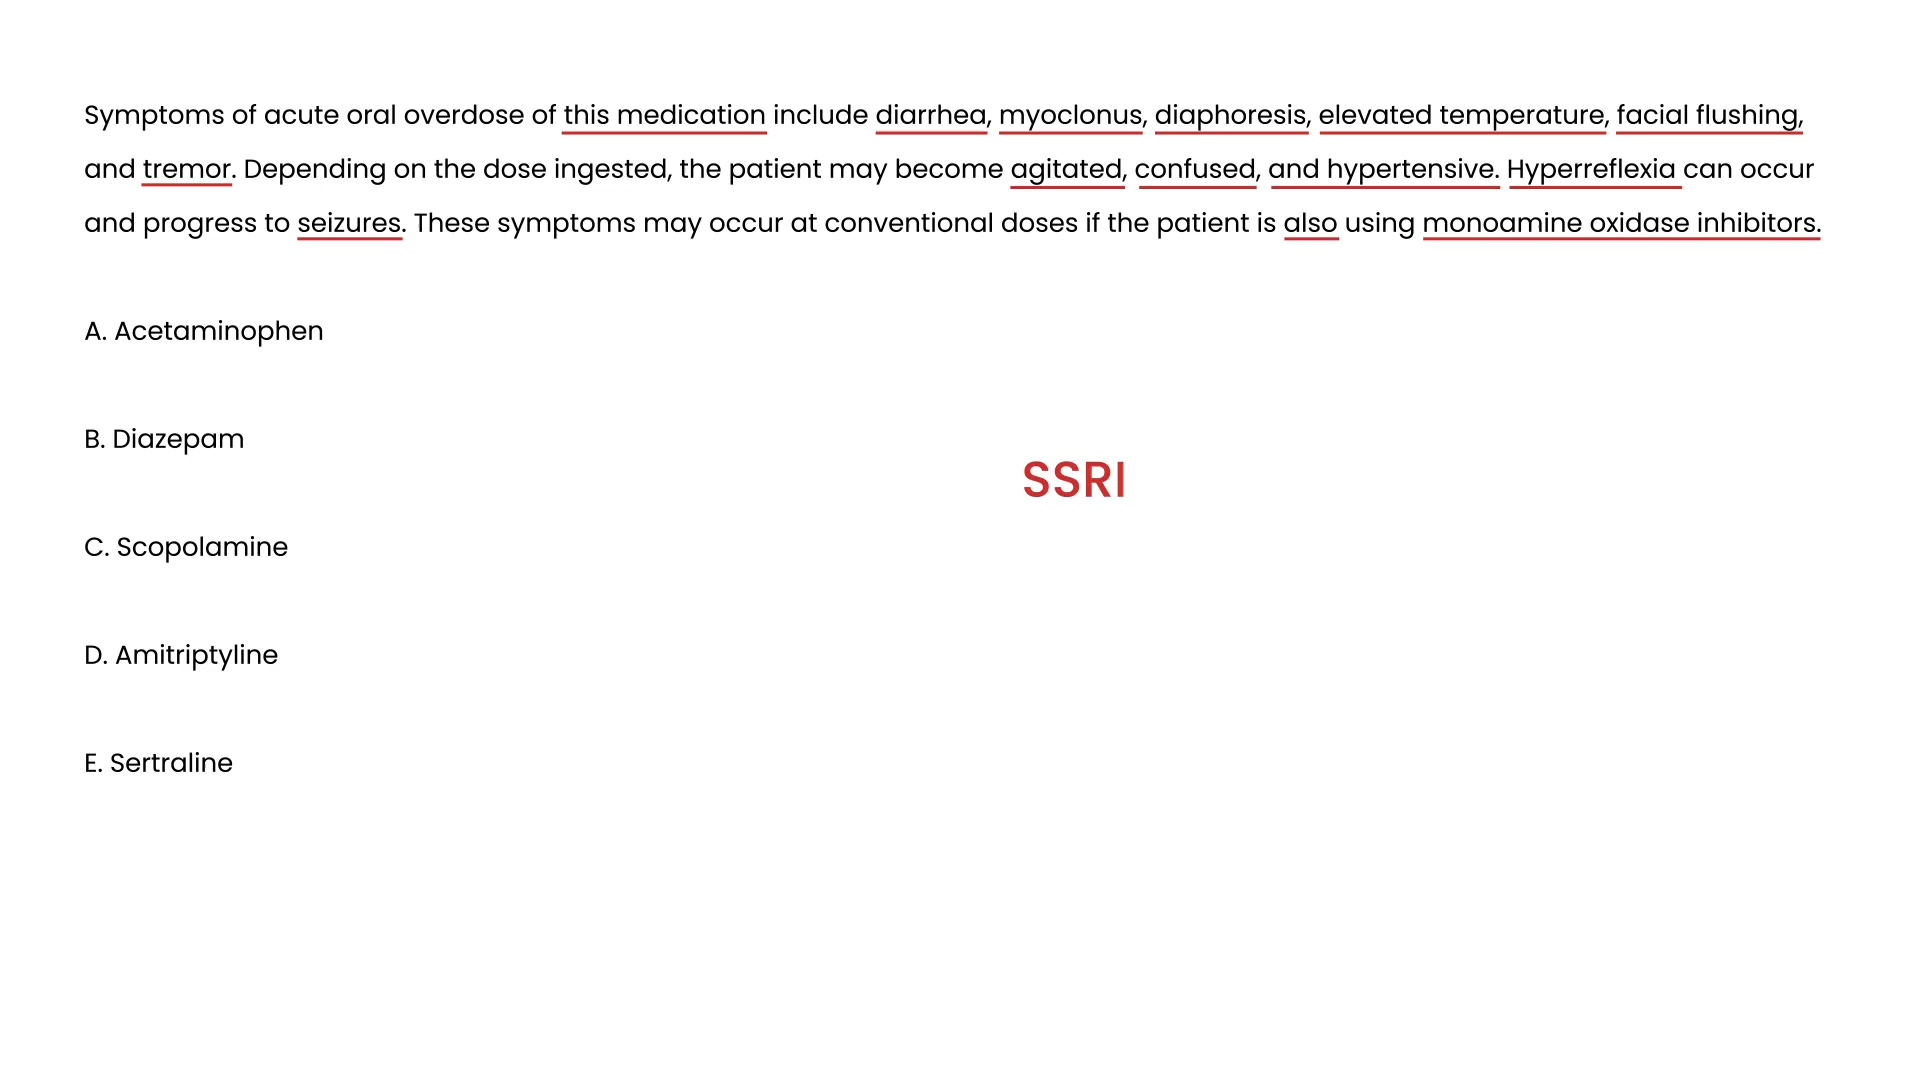 Symptoms of acute oral overdose of this medication include diarrhea, myoclonus, diaphoresis, elevated temperature, facial flushing,
and tremor. Depending on the dose ingested, the patient may become agitated, confused, and hypertensive. Hyperreflexia can occur
and progress to seizures. These symptoms may occur at conventional doses if the patient is also using monoamine oxidase inhibitors.
A. Acetaminophen
B. Diazepam
SSRI
C. Scopolamine
D. Amitriptyline
E. Sertraline